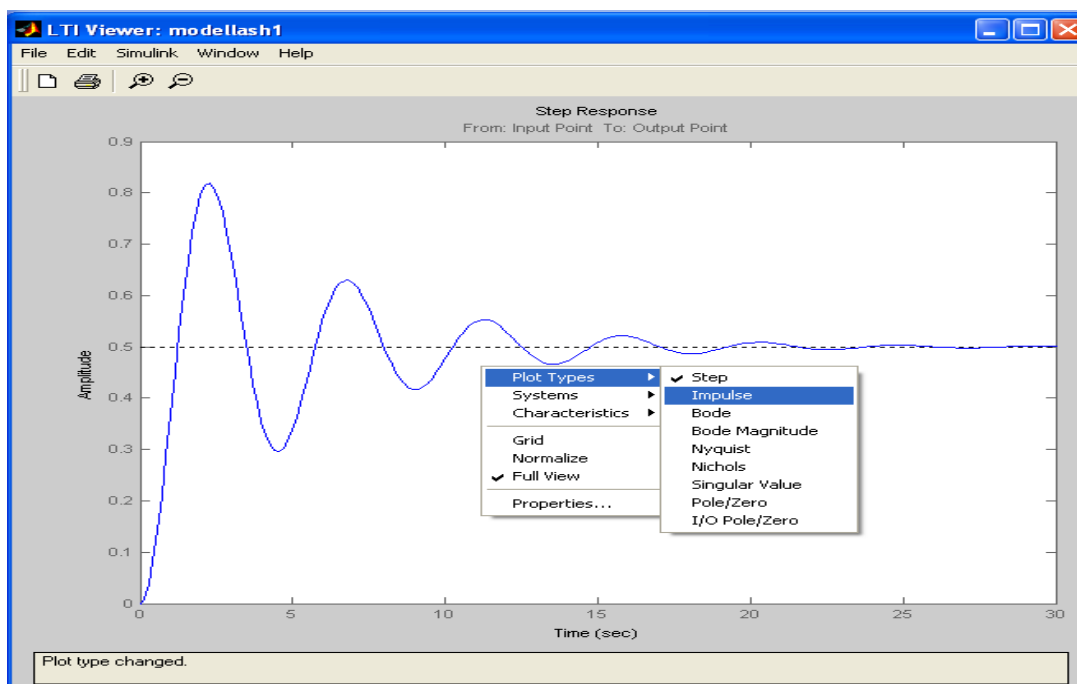 LTI Viewer: modellash1
File Edit Simulink Window Help
Step Response
From: Input Point To: Output Point
Amplitude
0.9
0.8
0.7
0.6
0.5
0.4
0.3
0.2
0.1
0
Plot Types
Systems
Characteristics
Grid
Normalize
Full View
Properties...
Step
Impulse
Bode
Bode Magnitude
Nyquist
Nichols
Singular Value
Pole/Zero
I/O Pole/Zero
0 5 10 15 20 25 30
Time (sec)
Plot type changed.